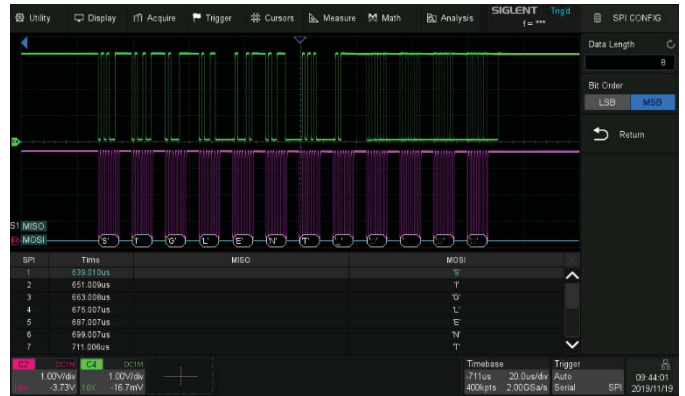 Utility Display Acquire Trigger Cursors Measure Math Analysis SIGLENT Trig'd
f = *** SPI CONFIG
Data Length
8
Bit Order
LSB MSB
Return
S1 MISO
MOSI 'S' 'I' 'G' 'L' 'E' 'N' 'T'
SPI Time MISO MOSI
1 639.010us 'S'
2 651.009us 'I'
3 663.008us 'G'
4 675.007us 'L'
5 687.007us 'E'
6 699.007us 'N'
7 711.006us 'T'
C2 DC1M C4 DC1M Timebase Trigger
1.00V/div 1.00V/div -711us 20.0us/div Auto 09:44:01
10X -3.73V 10X -16.7mV 400kpts 2.00GSa/s Serial SPI 2019/11/19